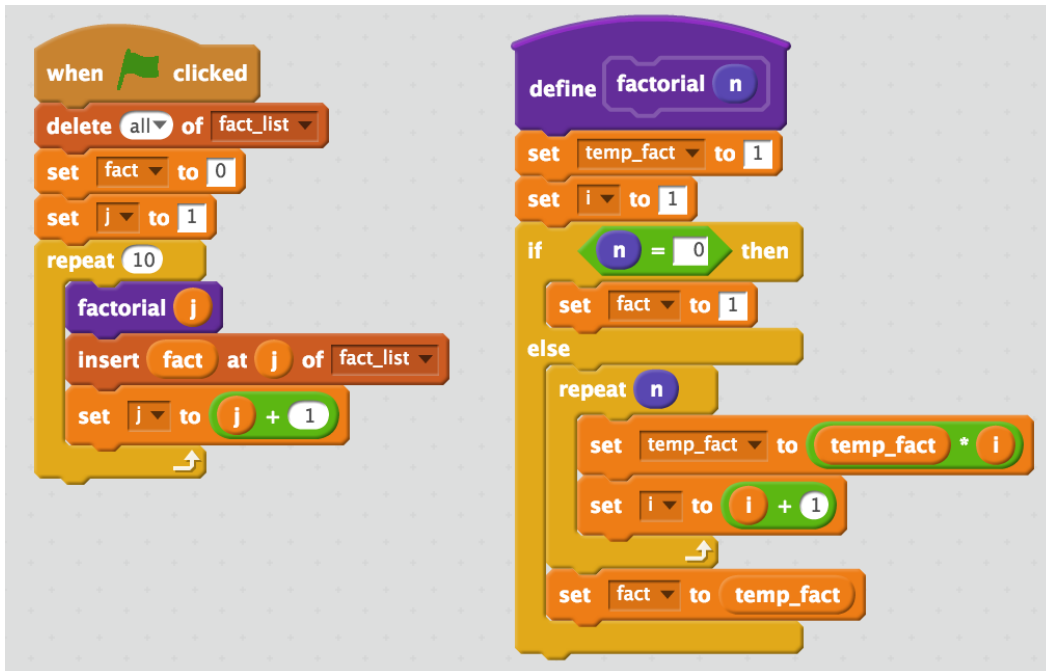 when clicked
delete all of fact_list
set fact to 0
set j to 1
repeat 10
factorial j
insert fact at j of fact_list
set j to j + 1
define factorial n
set temp_fact to 1
set i to 1
if n = 0 then
set fact to 1
else
repeat n
set temp_fact to temp_fact * i
set i to i + 1
set fact to temp_fact